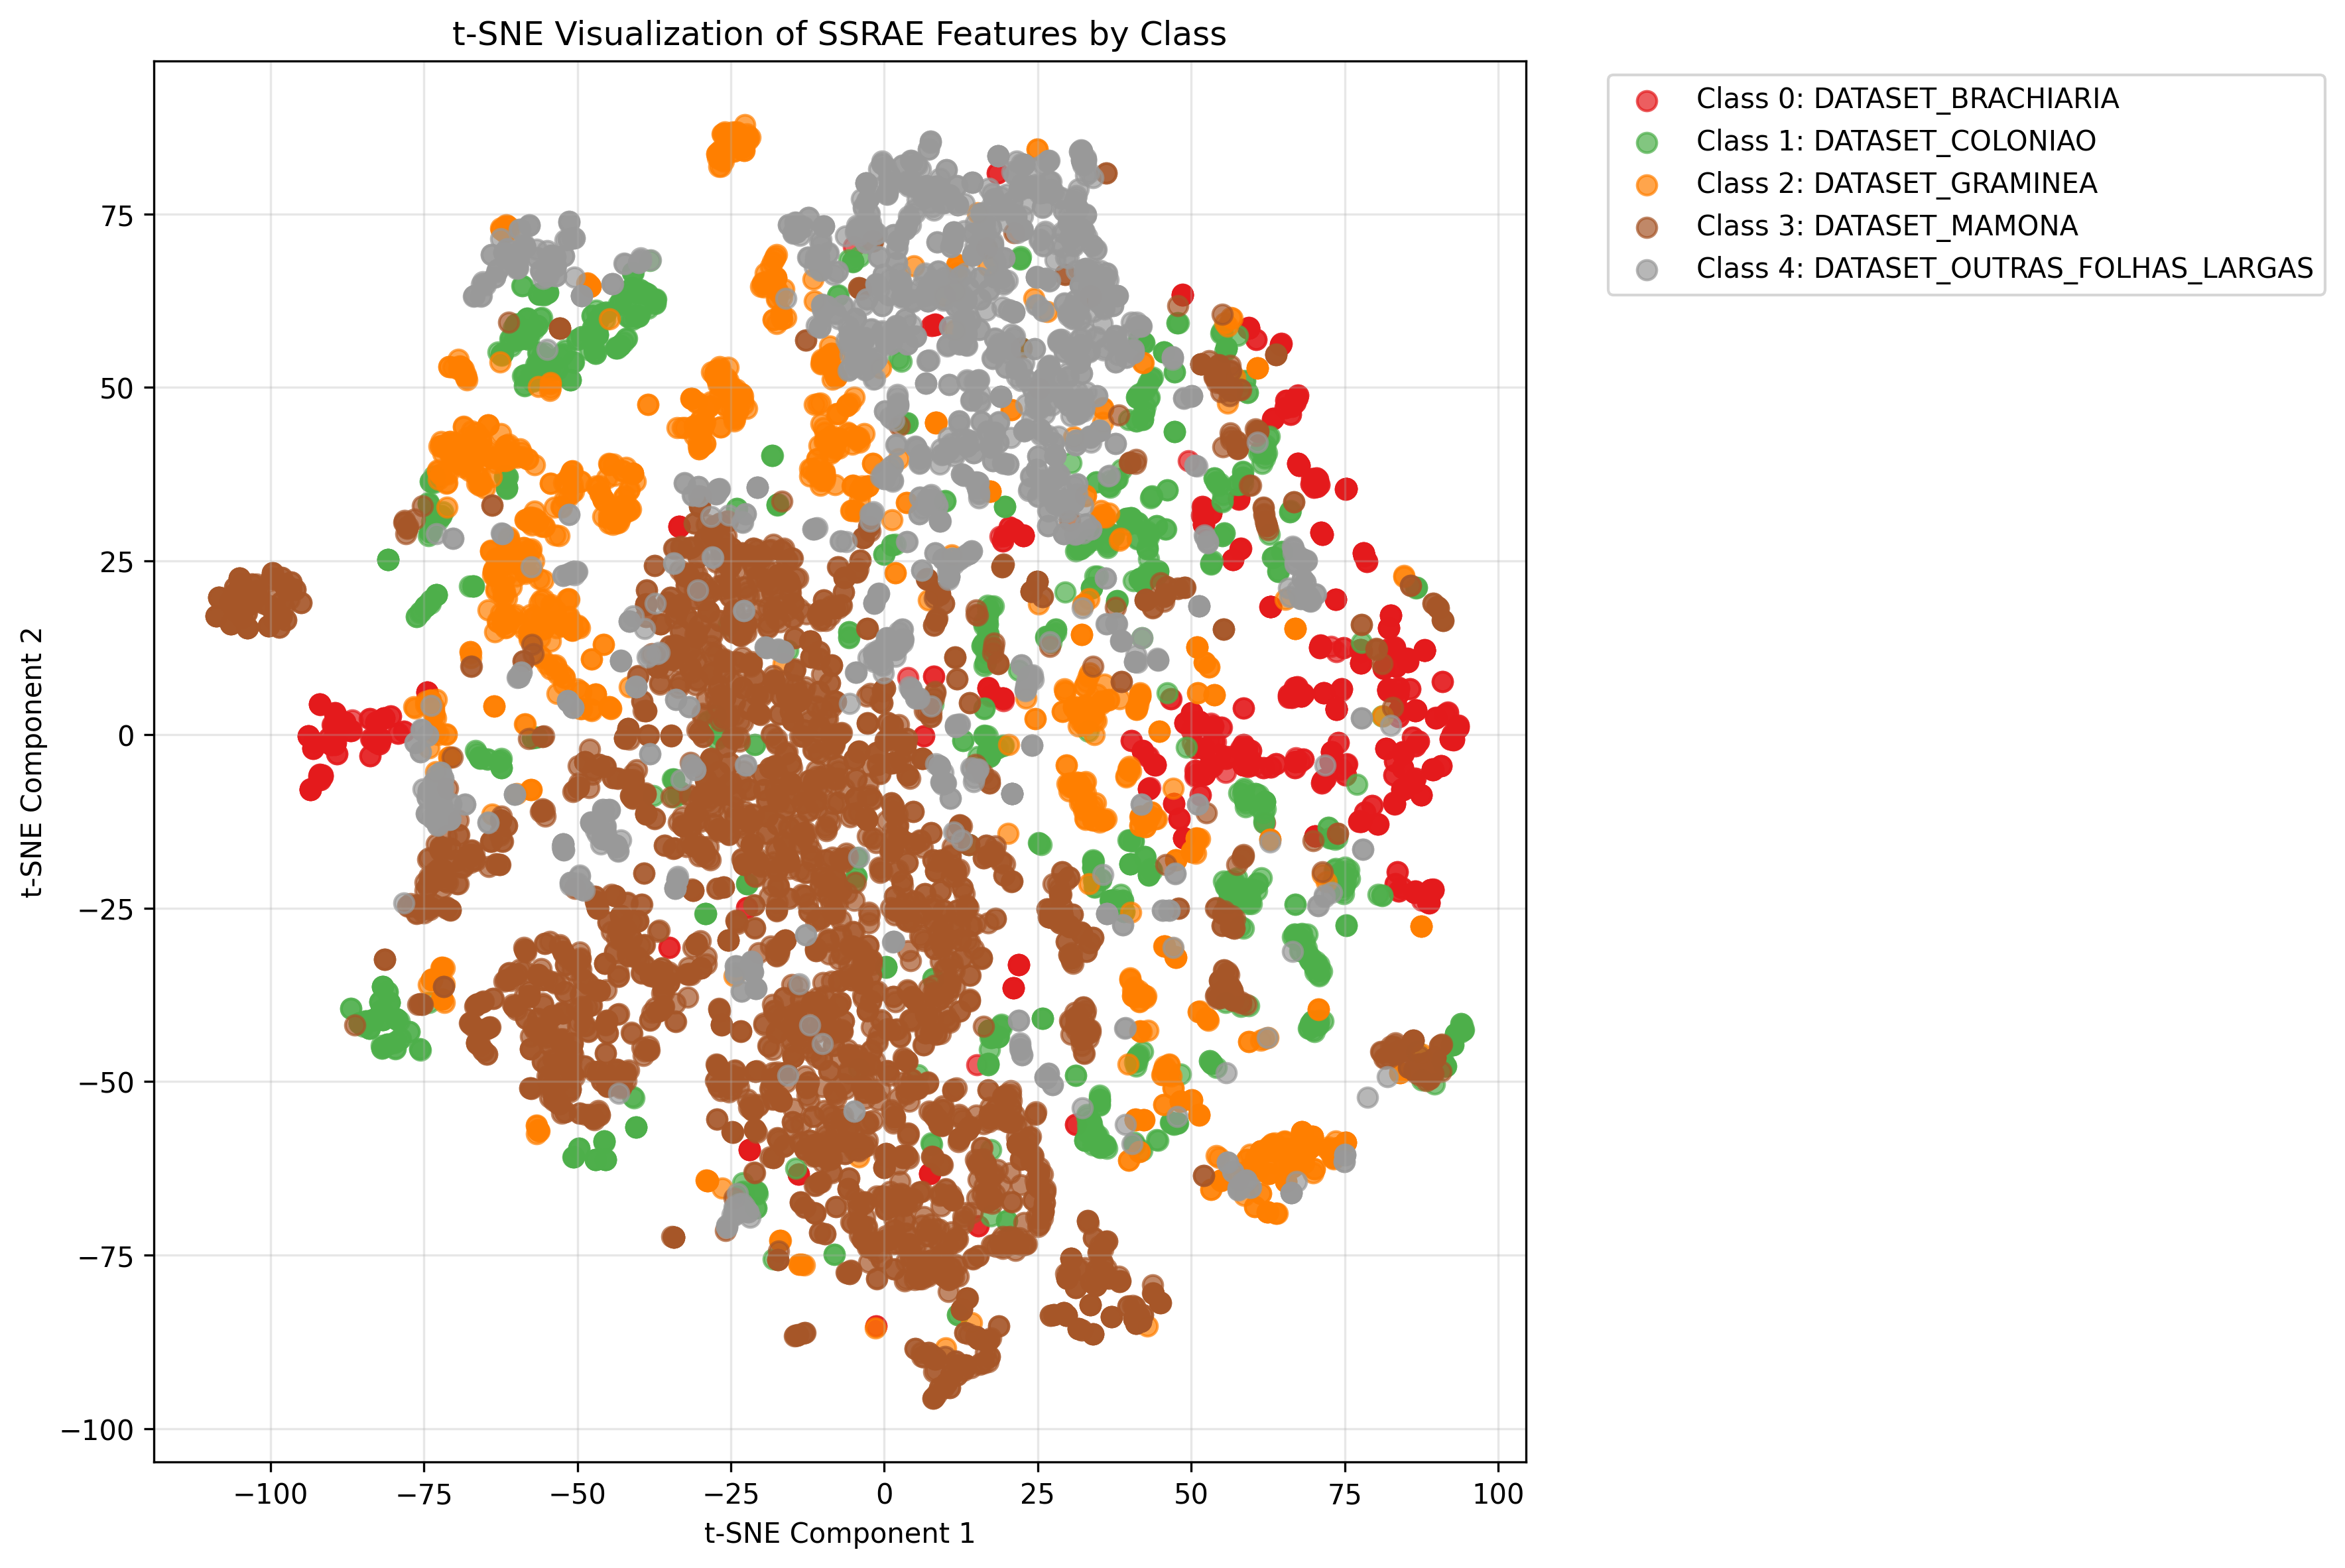 t-SNE Visualization of SSRAE Features by Class
Class 0: DATASET_BRACHIARIA
Class 1: DATASET_COLONIAO
Class 2: DATASET_GRAMINEA
Class 3: DATASET_MAMONA
Class 4: DATASET_OUTRAS_FOLHAS_LARGAS
t-SNE Component 2
75
50
25
0
−25
−50
−75
−100
−100 −75 −50 −25 0 25 50 75 100
t-SNE Component 1